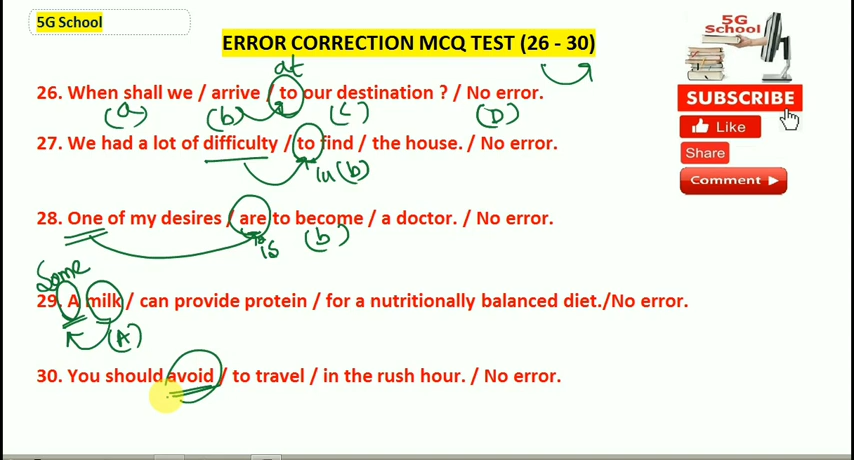 5G School
ERROR CORRECTION MCQ TEST (26 - 30)
5G
School
at
26. When shall we / arrive / to our destination ? / No error.
(a) (b) (C) (D)
SUBSCRIBE
Like
27. We had a lot of difficulty / to find / the house. / No error.
in (b)
Share
Comment
28. One of my desires / are to become / a doctor. / No error.
is (b)
Some
29. A milk / can provide protein / for a nutritionally balanced diet./No error.
(A)
30. You should avoid / to travel / in the rush hour. / No error.